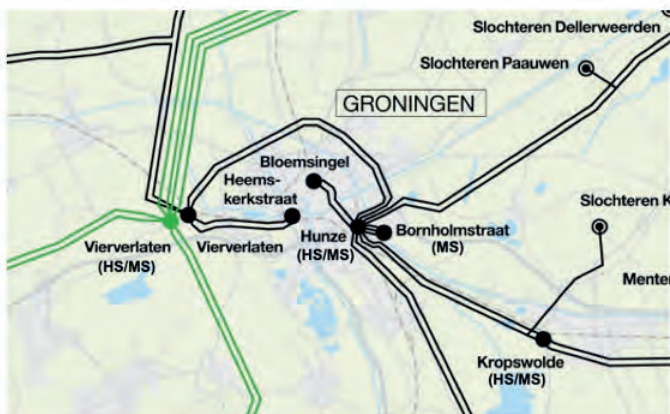 Slochteren Dellerweerden
Slochteren Paauwen
GRONINGEN
Bloemsingel
Heems-
kerkstraat
Slochteren K
Vierverlaten
(HS/MS)
Vierverlaten
Hunze
(HS/MS)
Bornholmstraat
(MS)
Menter
Kropswolde
(HS/MS)